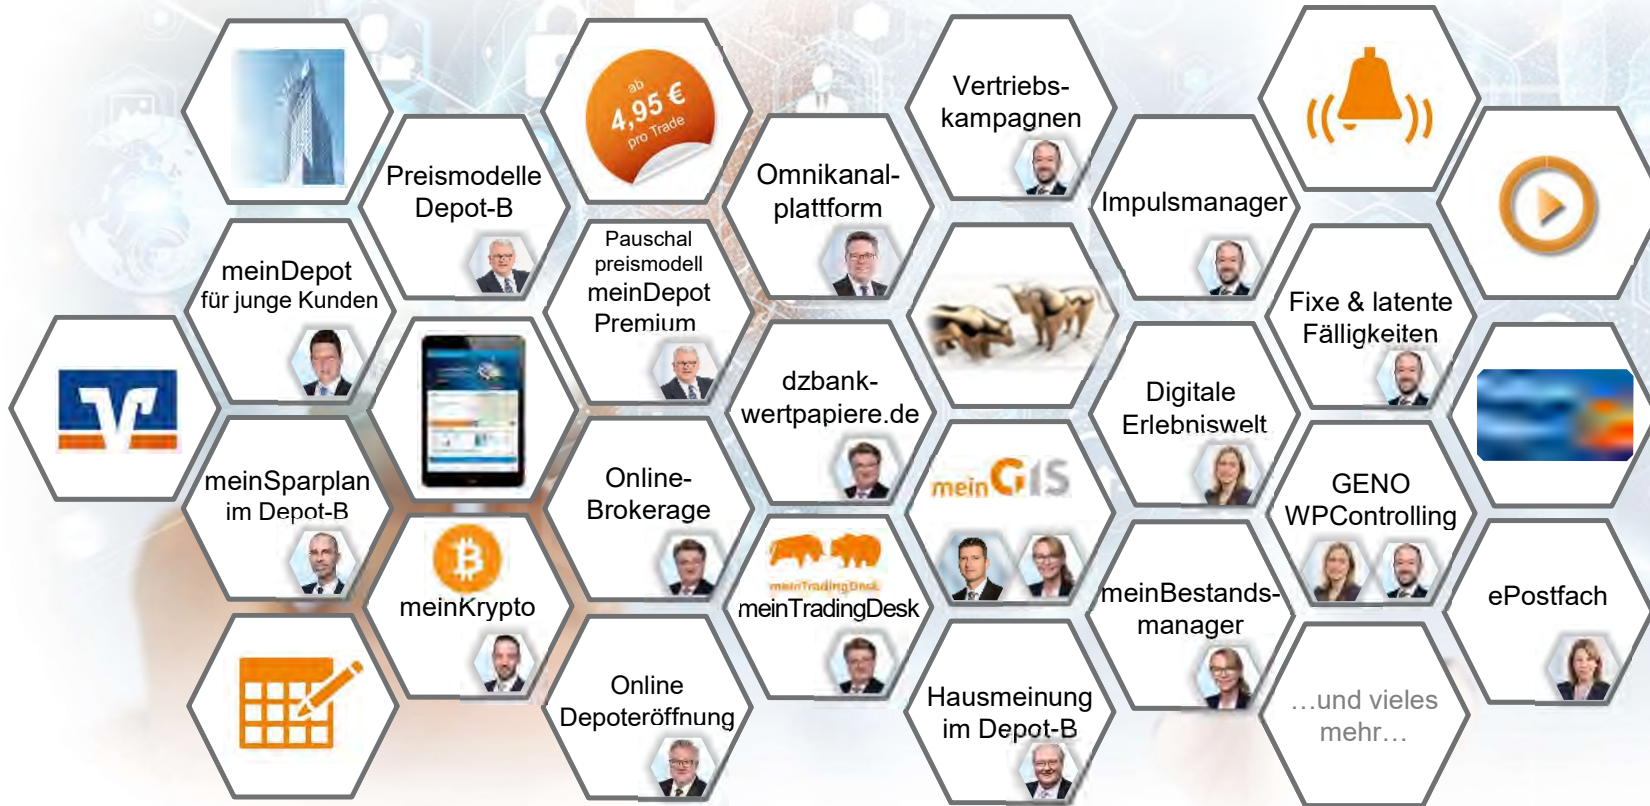 ab
4,95 €
pro Trade
Vertriebs-
kampagnen
Preismodelle
Depot-B
Omnikanal-
plattform
Impulsmanager
meinDepot
für junge Kunden
Pauschal
preismodell
meinDepot
Premium
Fixe & latente
Fälligkeiten
dzbank-
wertpapiere.de
Digitale
Erlebniswelt
meinSparplan
im Depot-B
Online-
Brokerage
meinGIS
GENO
WPControlling
meinKrypto
meinTradingDesk
meinTradingDesk
meinBestands-
manager
ePostfach
Online
Depoteröffnung
Hausmeinung
im Depot-B
…und vieles
mehr…